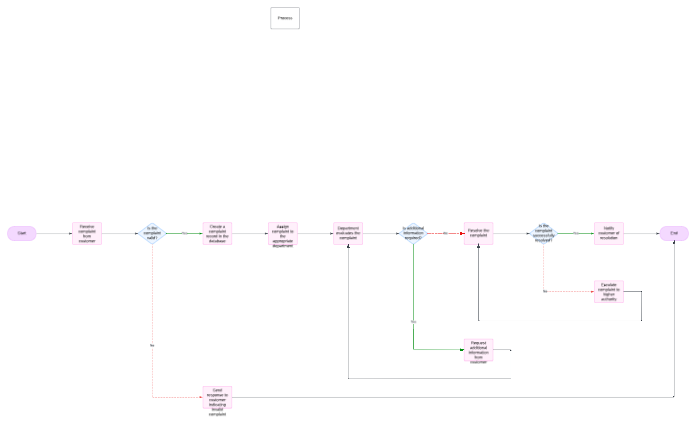 Process
Start
Receive
complaint
from
customer
Is the
complaint
valid?
Yes
Create a
complaint
record in the
database
Assign
complaint to
the
appropriate
department
Department
evaluates the
complaint
Is additional
information
required?
No
Resolve the
complaint
Is the
complaint
successfully
resolved?
Yes
Notify
customer of
resolution
End
No
Escalate
complaint to
higher
authority
Yes
Request
additional
information
from
customer
No
Send
response to
customer
indicating
invalid
complaint